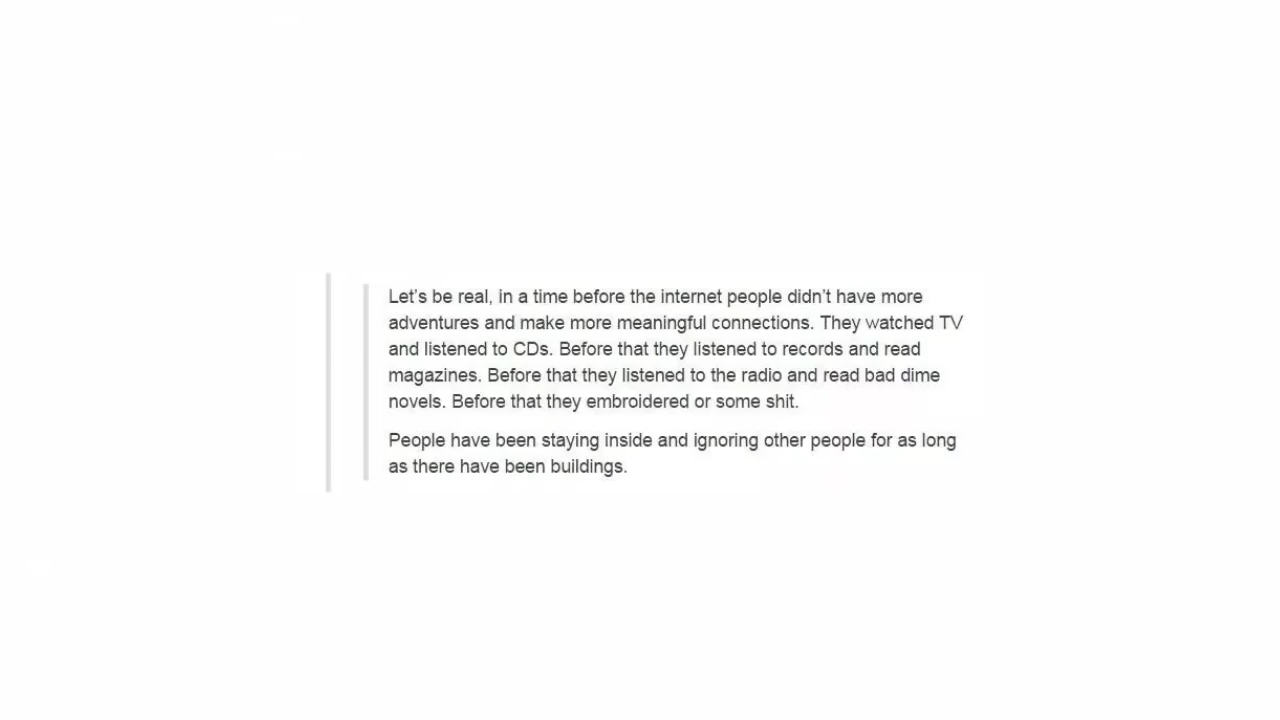 Let's be real, in a time before the internet people didn't have more
adventures and make more meaningful connections. They watched TV
and listened to CDs. Before that they listened to records and read
magazines. Before that they listened to the radio and read bad dime
novels. Before that they embroidered or some shit.
People have been staying inside and ignoring other people for as long
as there have been buildings.